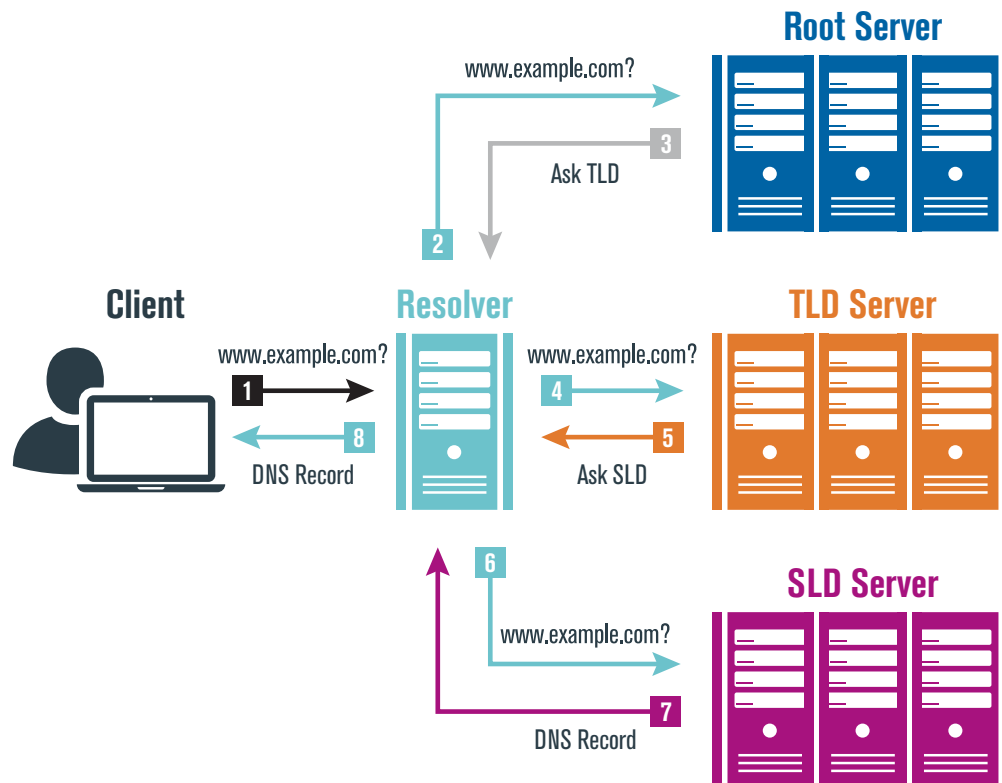 Root Server
www.example.com?
3
Ask TLD
2
Client
Resolver
TLD Server
www.example.com?
www.example.com?
1
4
8
5
DNS Record
Ask SLD
6
SLD Server
www.example.com?
7
DNS Record